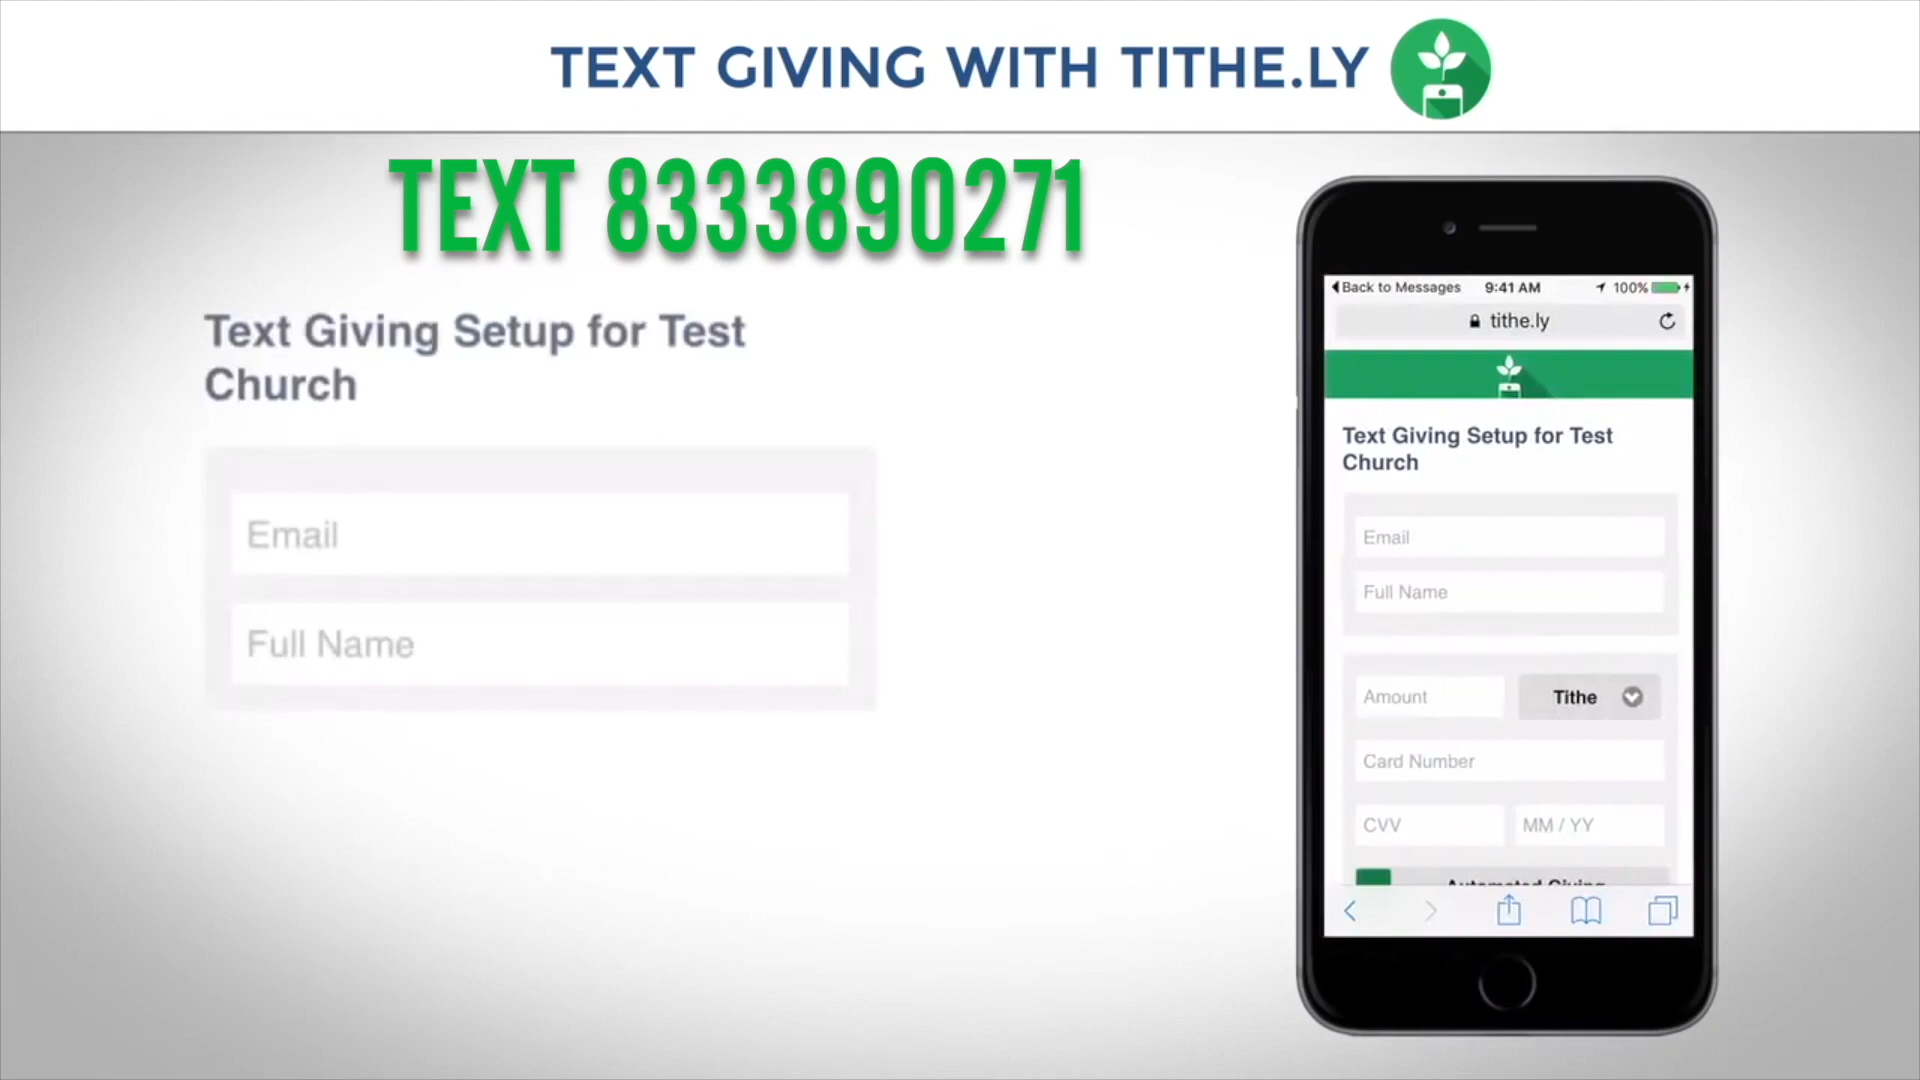 TEXT GIVING WITH TITHE.LY
TEXT 8333890271
Text Giving Setup for Test
Church
Email
Full Name
Back to Messages 9:41 AM 100%
tithe.ly
Text Giving Setup for Test
Church
Email
Full Name
Amount Tithe
Card Number
CVV MM / YY
Automated Giving